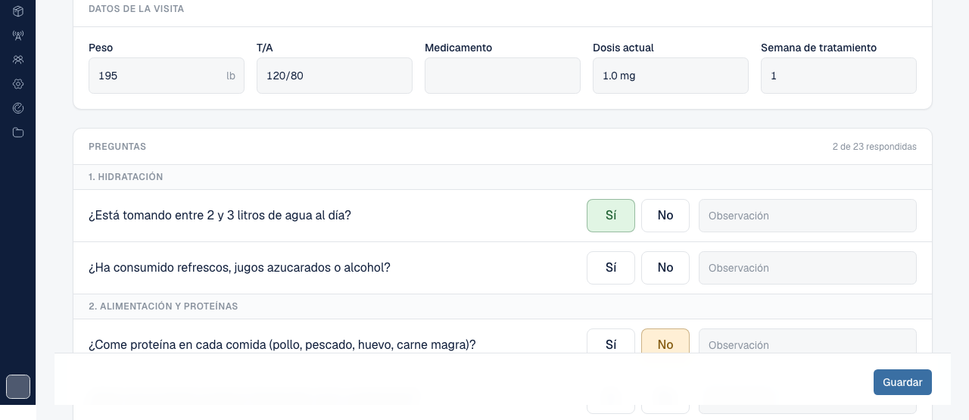 DATOS DE LA VISITA
Peso T/A Medicamento Dosis actual Semana de tratamiento
195 lb 120/80 1.0 mg 1
PREGUNTAS 2 de 23 respondidas
1. HIDRATACIÓN
¿Está tomando entre 2 y 3 litros de agua al día? Sí No Observación
¿Ha consumido refrescos, jugos azucarados o alcohol? Sí No Observación
2. ALIMENTACIÓN Y PROTEÍNAS
¿Come proteína en cada comida (pollo, pescado, huevo, carne magra)? Sí No Observación
Guardar